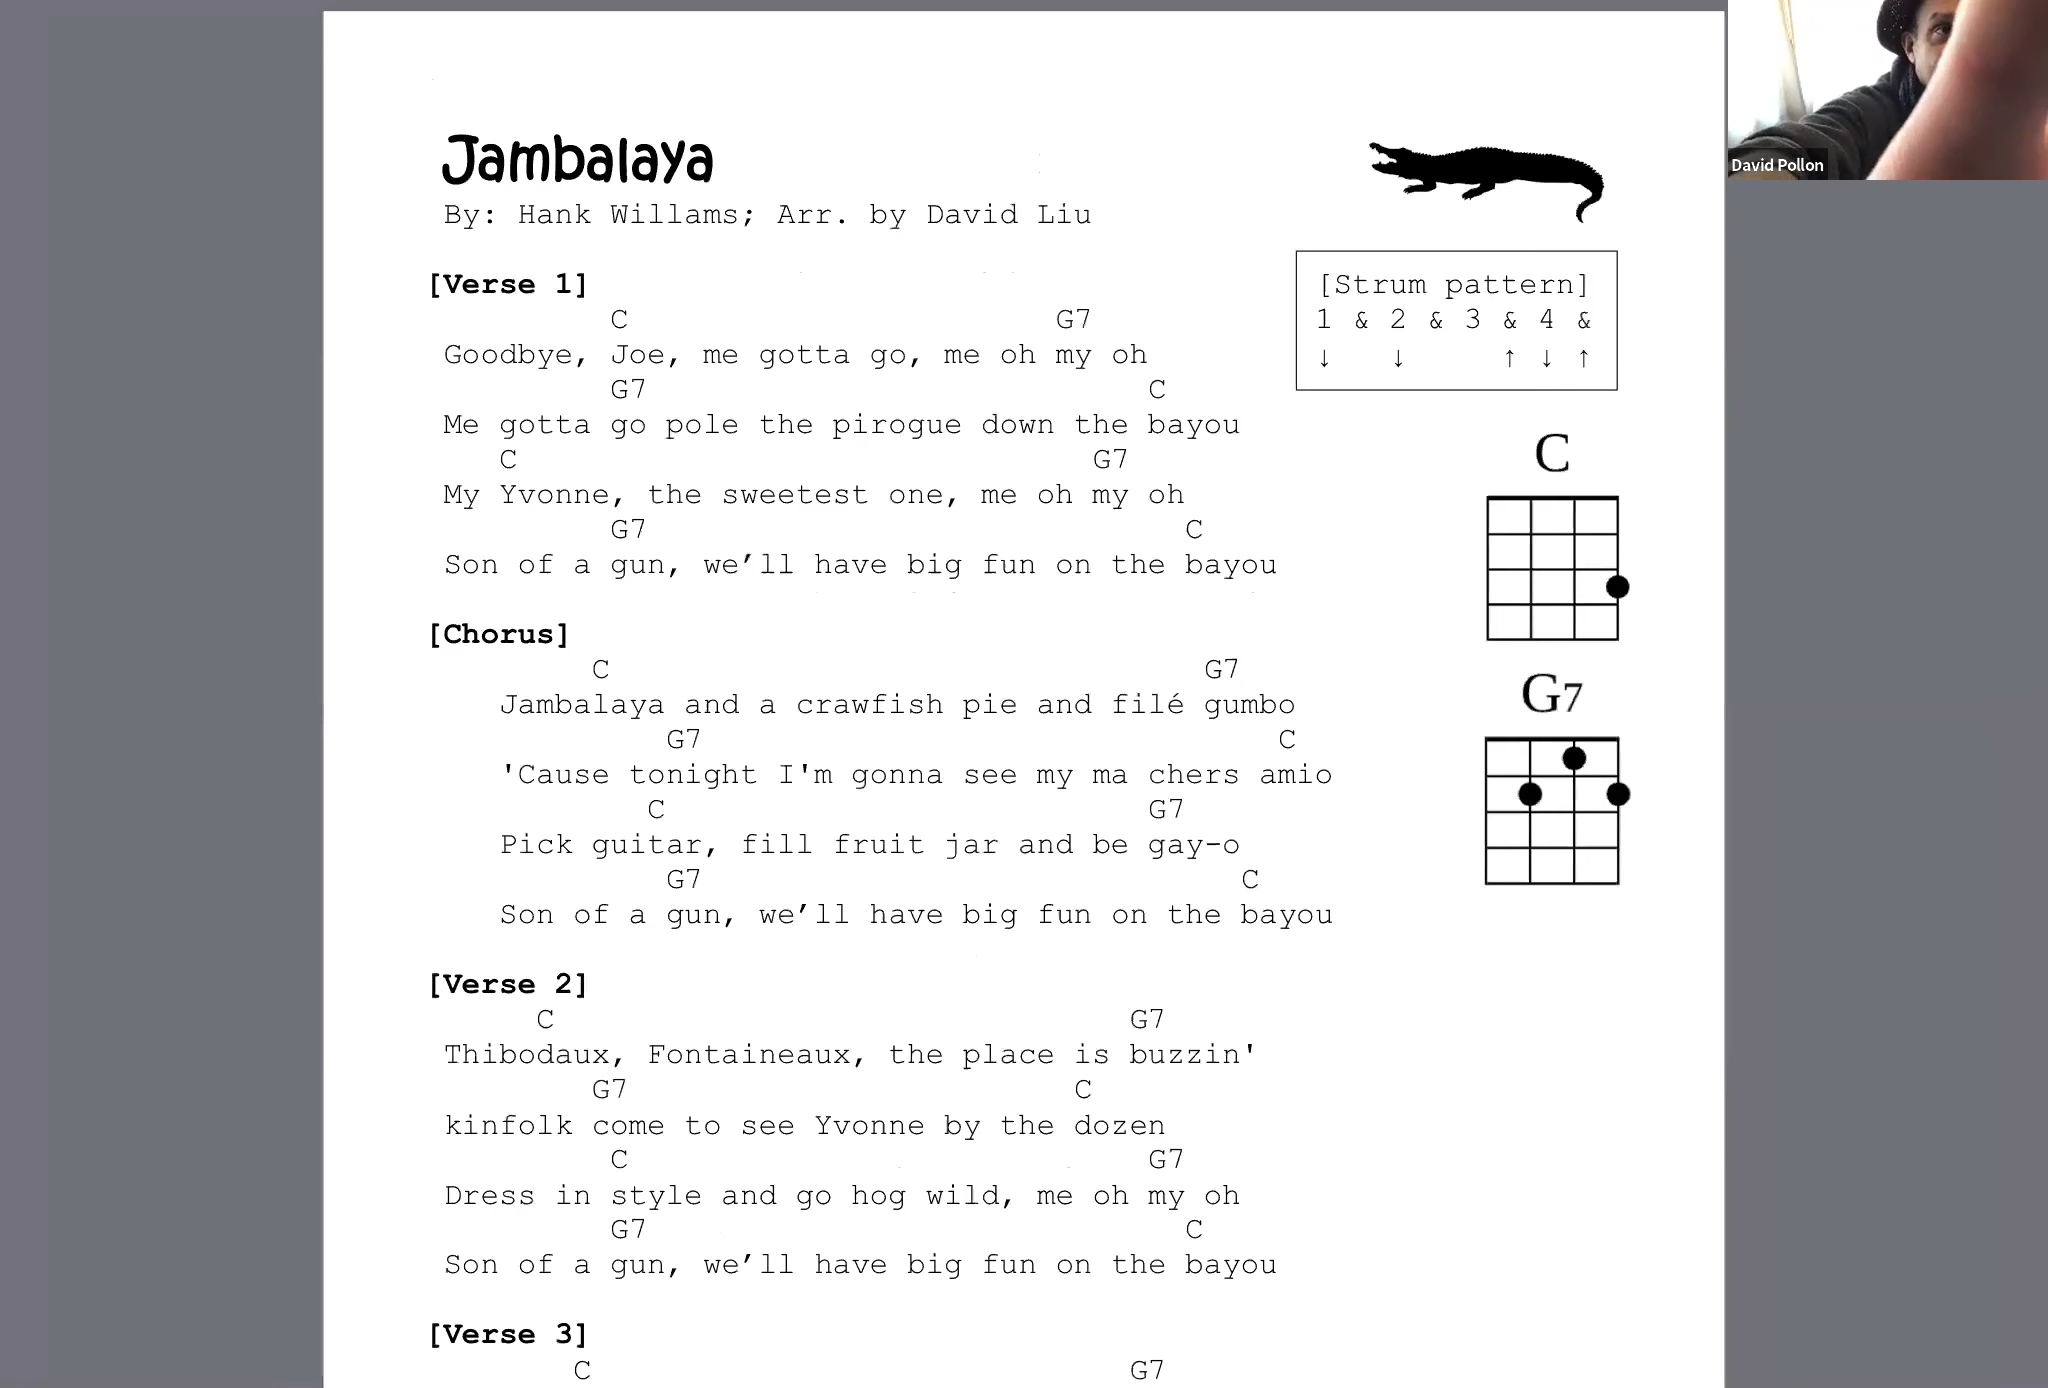 Jambalaya
By: Hank Willams; Arr. by David Liu
[Verse 1]
C G7
Goodbye, Joe, me gotta go, me oh my oh
G7 C
Me gotta go pole the pirogue down the bayou
C G7
My Yvonne, the sweetest one, me oh my oh
G7 C
Son of a gun, we’ll have big fun on the bayou
[Chorus]
C G7
Jambalaya and a crawfish pie and filé gumbo
G7 C
'Cause tonight I'm gonna see my ma chers amio
C G7
Pick guitar, fill fruit jar and be gay-o
G7 C
Son of a gun, we’ll have big fun on the bayou
[Verse 2]
C G7
Thibodaux, Fontaineaux, the place is buzzin'
G7 C
kinfolk come to see Yvonne by the dozen
C G7
Dress in style and go hog wild, me oh my oh
G7 C
Son of a gun, we’ll have big fun on the bayou
[Verse 3]
C G7
[Strum pattern]
1 & 2 & 3 & 4 &
↓ ↓ ↑ ↓ ↑
C
G7
David Pollon